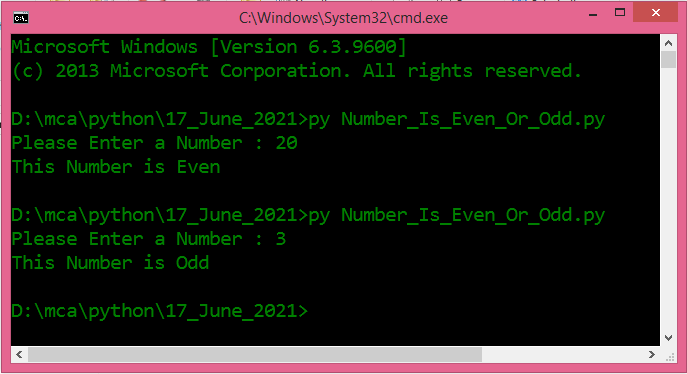 C:\Windows\System32\cmd.exe
Microsoft Windows [Version 6.3.9600]
(c) 2013 Microsoft Corporation. All rights reserved.
D:\mca\python\17_June_2021>py Number_Is_Even_Or_Odd.py
Please Enter a Number : 20
This Number is Even
D:\mca\python\17_June_2021>py Number_Is_Even_Or_Odd.py
Please Enter a Number : 3
This Number is Odd
D:\mca\python\17_June_2021>